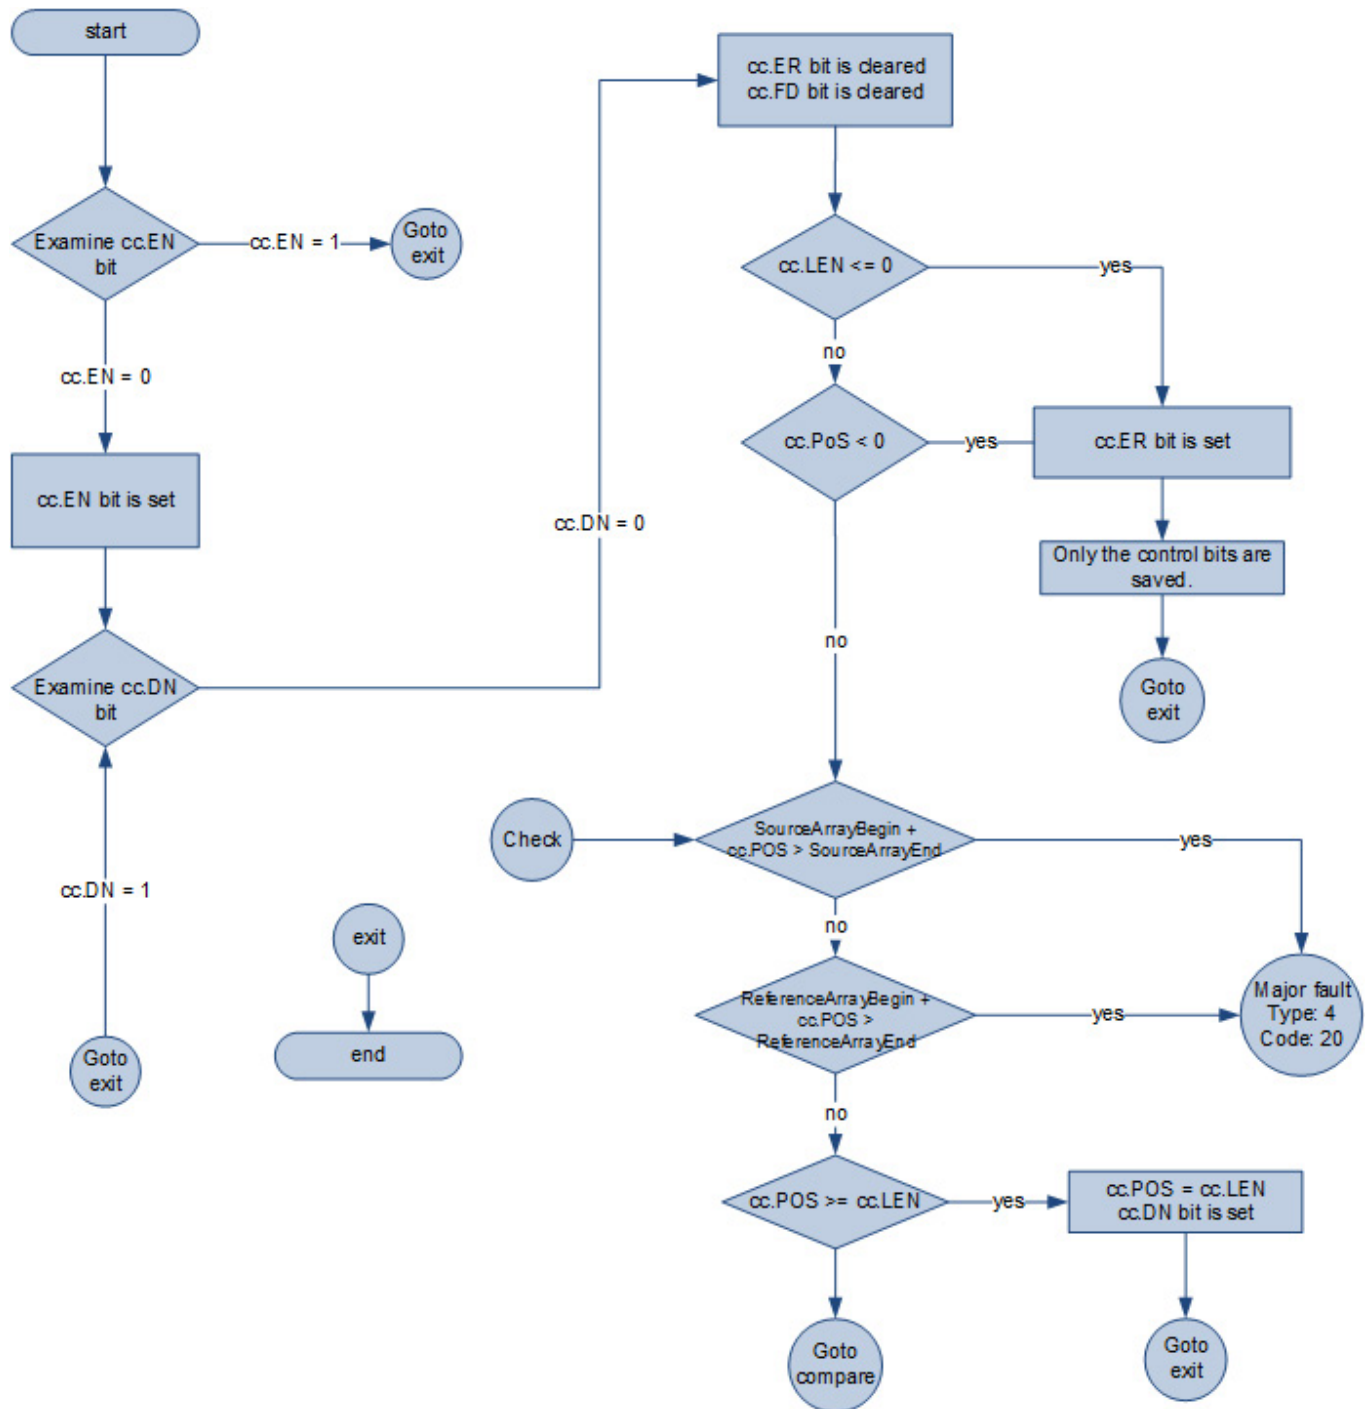 start
Examine cc.EN
bit
cc.EN = 1
Goto
exit
cc.EN = 0
cc.EN bit is set
Examine cc.DN
bit
cc.DN = 1
Goto
exit
exit
end
cc.DN = 0
cc.ER bit is cleared
cc.FD bit is cleared
cc.LEN <= 0
yes
no
cc.PoS < 0
yes
cc.ER bit is set
Only the control bits are
saved.
Goto
exit
no
Check
SourceArrayBegin +
cc.POS > SourceArrayEnd
yes
no
ReferenceArrayBegin +
cc.POS >
ReferenceArrayEnd
yes
Major fault
Type: 4
Code: 20
no
cc.POS >= cc.LEN
yes
cc.POS = cc.LEN
cc.DN bit is set
Goto
compare
Goto
exit